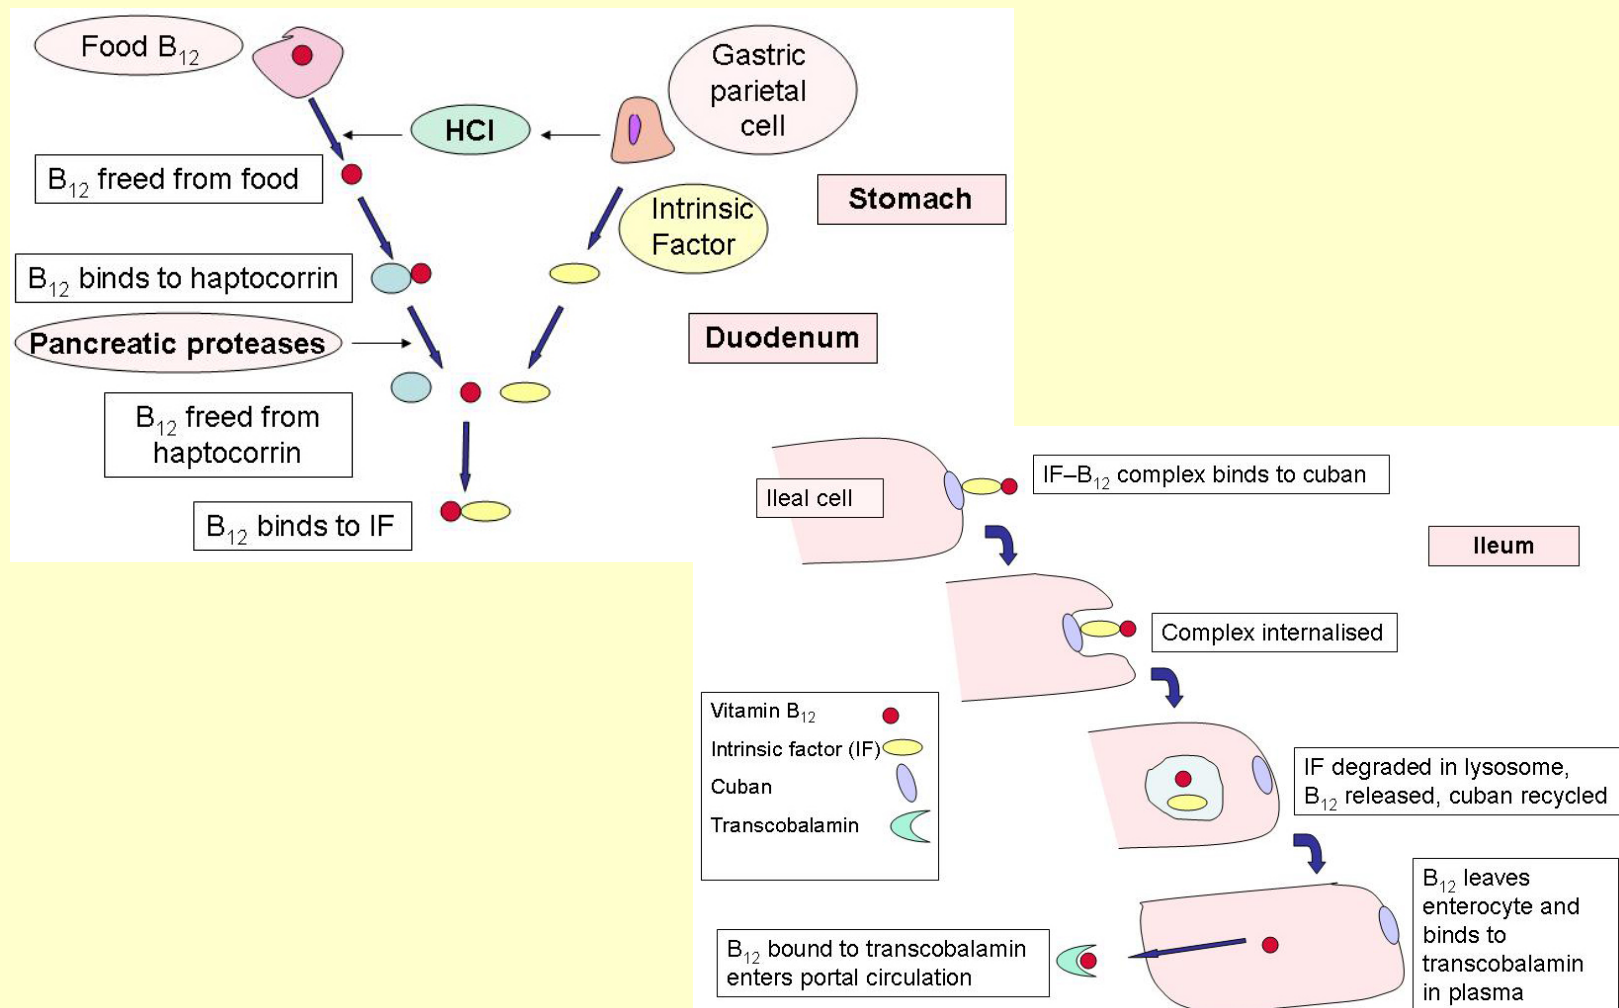 Food B₁₂
Gastric
parietal
cell
HCl
B₁₂ freed from food
Stomach
Intrinsic
Factor
B₁₂ binds to haptocorrin
Pancreatic proteases
Duodenum
B₁₂ freed from
haptocorrin
B₁₂ binds to IF
Ileal cell
IF–B₁₂ complex binds to cuban
Ileum
Complex internalised
Vitamin B₁₂
Intrinsic factor (IF)
Cuban
Transcobalamin
IF degraded in lysosome,
B₁₂ released, cuban recycled
B₁₂ leaves
enterocyte and
binds to
transcobalamin
in plasma
B₁₂ bound to transcobalamin
enters portal circulation